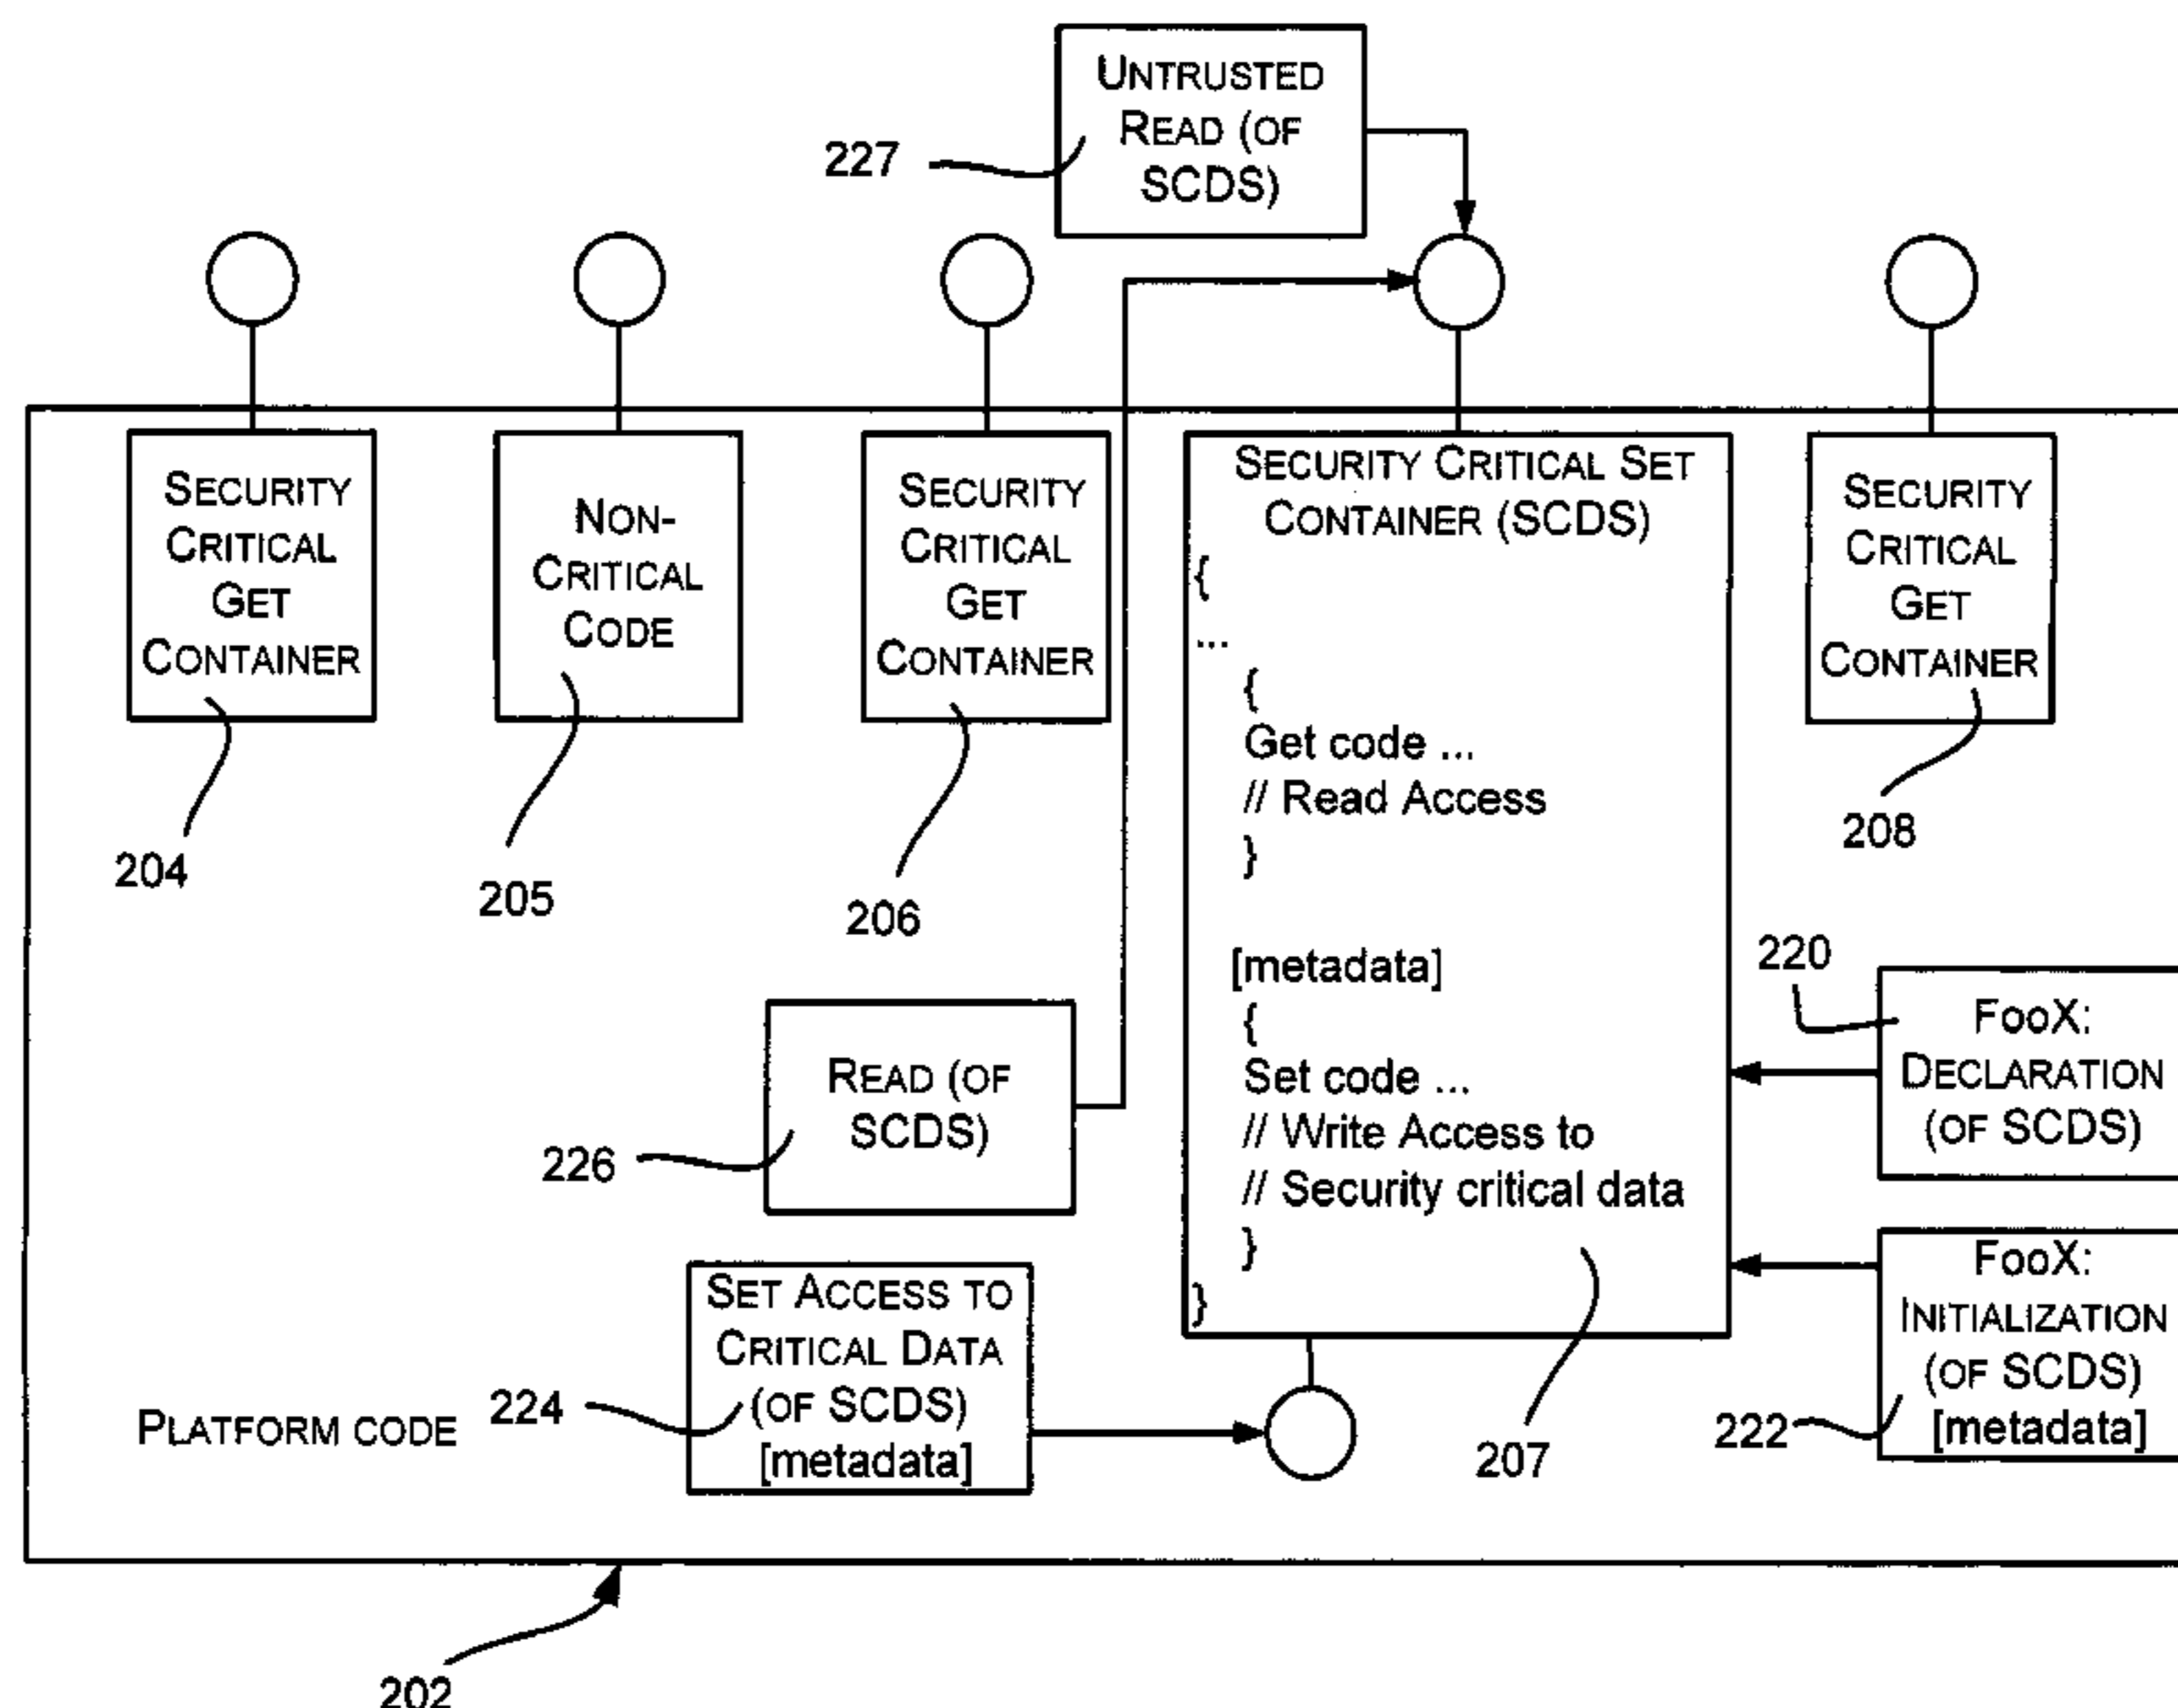 UNTRUSTED
READ (OF
SCDS)
227
SECURITY
CRITICAL
GET
CONTAINER
204
NON-
CRITICAL
CODE
205
SECURITY
CRITICAL
GET
CONTAINER
206
SECURITY CRITICAL SET
CONTAINER (SCDS)
{
...
{
Get code ...
// Read Access
}
[metadata]
{
Set code ...
// Write Access to
// Security critical data
}
}
207
SECURITY
CRITICAL
GET
CONTAINER
208
220
FOOX:
DECLARATION
(OF SCDS)
READ (OF
SCDS)
226
FOOX:
INITIALIZATION
(OF SCDS)
[metadata]
222
SET ACCESS TO
CRITICAL DATA
(OF SCDS)
[metadata]
224
PLATFORM CODE
202